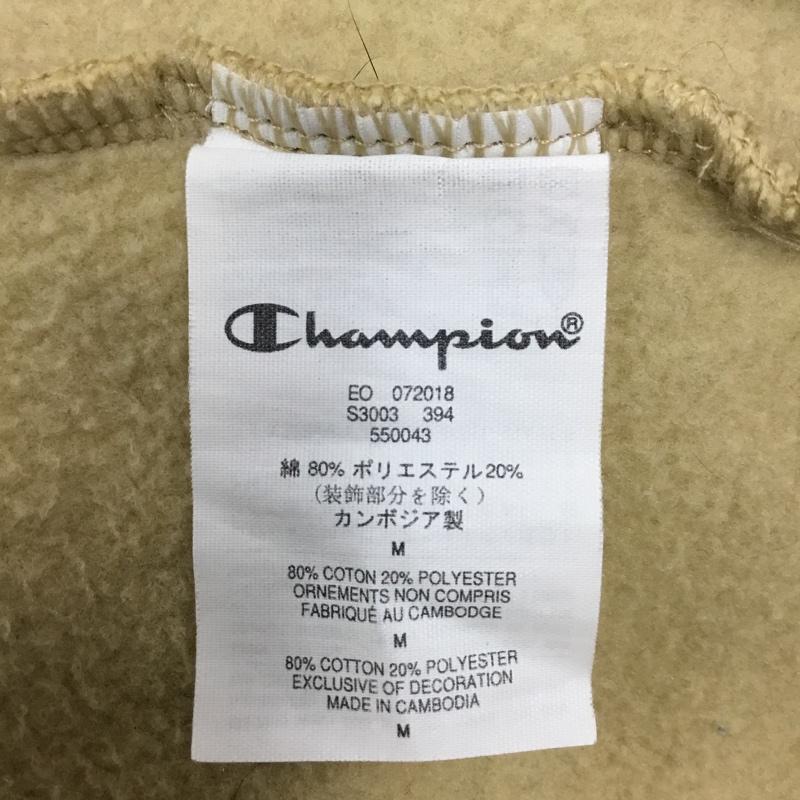 Champion®
EO 072018
S3003 394
550043
綿 80% ポリエステル20%
(装飾部分を除く)
カンボジア製
M
80% COTON 20% POLYESTER
ORNEMENTS NON COMPRIS
FABRIQUÉ AU CAMBODGE
M
80% COTTON 20% POLYESTER
EXCLUSIVE OF DECORATION
MADE IN CAMBODIA
M